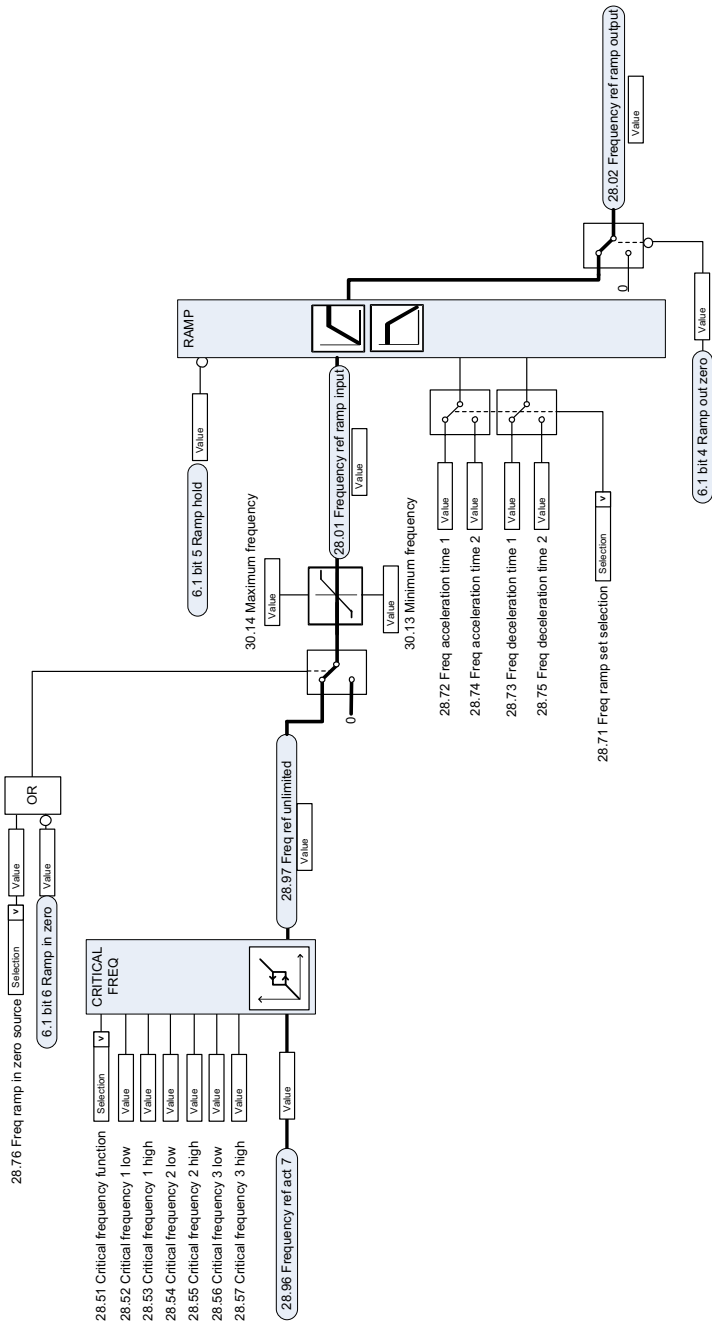 28.76 Freq ramp in zero source
Selection
v
Value
6.1 bit 6 Ramp in zero
Value
OR
28.51 Critical frequency function
Selection
v
28.52 Critical frequency 1 low
Value
28.53 Critical frequency 1 high
Value
28.54 Critical frequency 2 low
Value
28.55 Critical frequency 2 high
Value
28.56 Critical frequency 3 low
Value
28.57 Critical frequency 3 high
Value
28.96 Frequency ref act 7
Value
CRITICAL
FREQ
28.97 Freq ref unlimited
Value
0
30.14 Maximum frequency
Value
Value
30.13 Minimum frequency
6.1 bit 5 Ramp hold
Value
28.01 Frequency ref ramp input
Value
RAMP
28.72 Freq acceleration time 1
Value
28.74 Freq acceleration time 2
Value
28.73 Freq deceleration time 1
Value
28.75 Freq deceleration time 2
Value
28.71 Freq ramp set selection
Selection
v
0
28.02 Frequency ref ramp output
Value
6.1 bit 4 Ramp out zero
Value